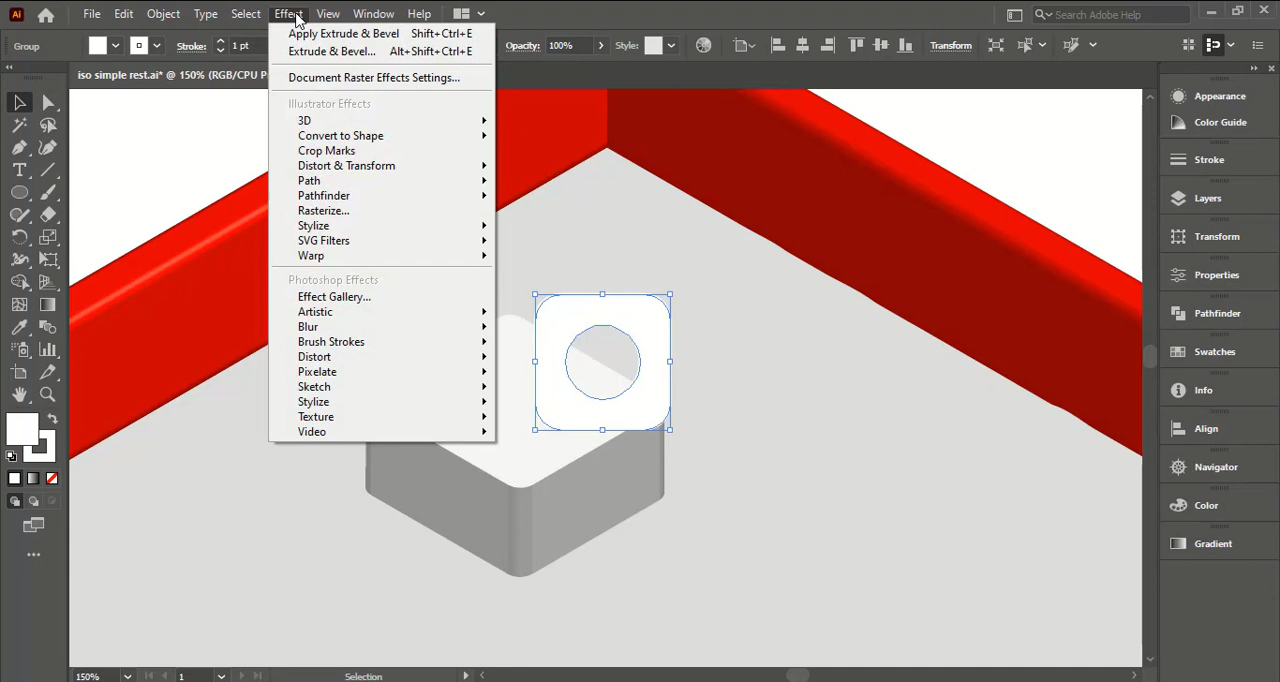 Ai File Edit Object Type Select Effect View Window Help Search Adobe Help
Group Stroke: 1 pt Opacity: 100% Style: Transform
iso simple rest.ai* @ 150% (RGB/CPU P
Apply Extrude & Bevel Shift+Ctrl+E
Extrude & Bevel... Alt+Shift+Ctrl+E
Document Raster Effects Settings...
Illustrator Effects
3D
Convert to Shape
Crop Marks
Distort & Transform
Path
Pathfinder
Rasterize...
Stylize
SVG Filters
Warp
Photoshop Effects
Effect Gallery...
Artistic
Blur
Brush Strokes
Distort
Pixelate
Sketch
Stylize
Texture
Video
Appearance
Color Guide
Stroke
Layers
Transform
Properties
Pathfinder
Swatches
Info
Align
Navigator
Color
Gradient
150% 1 Selection